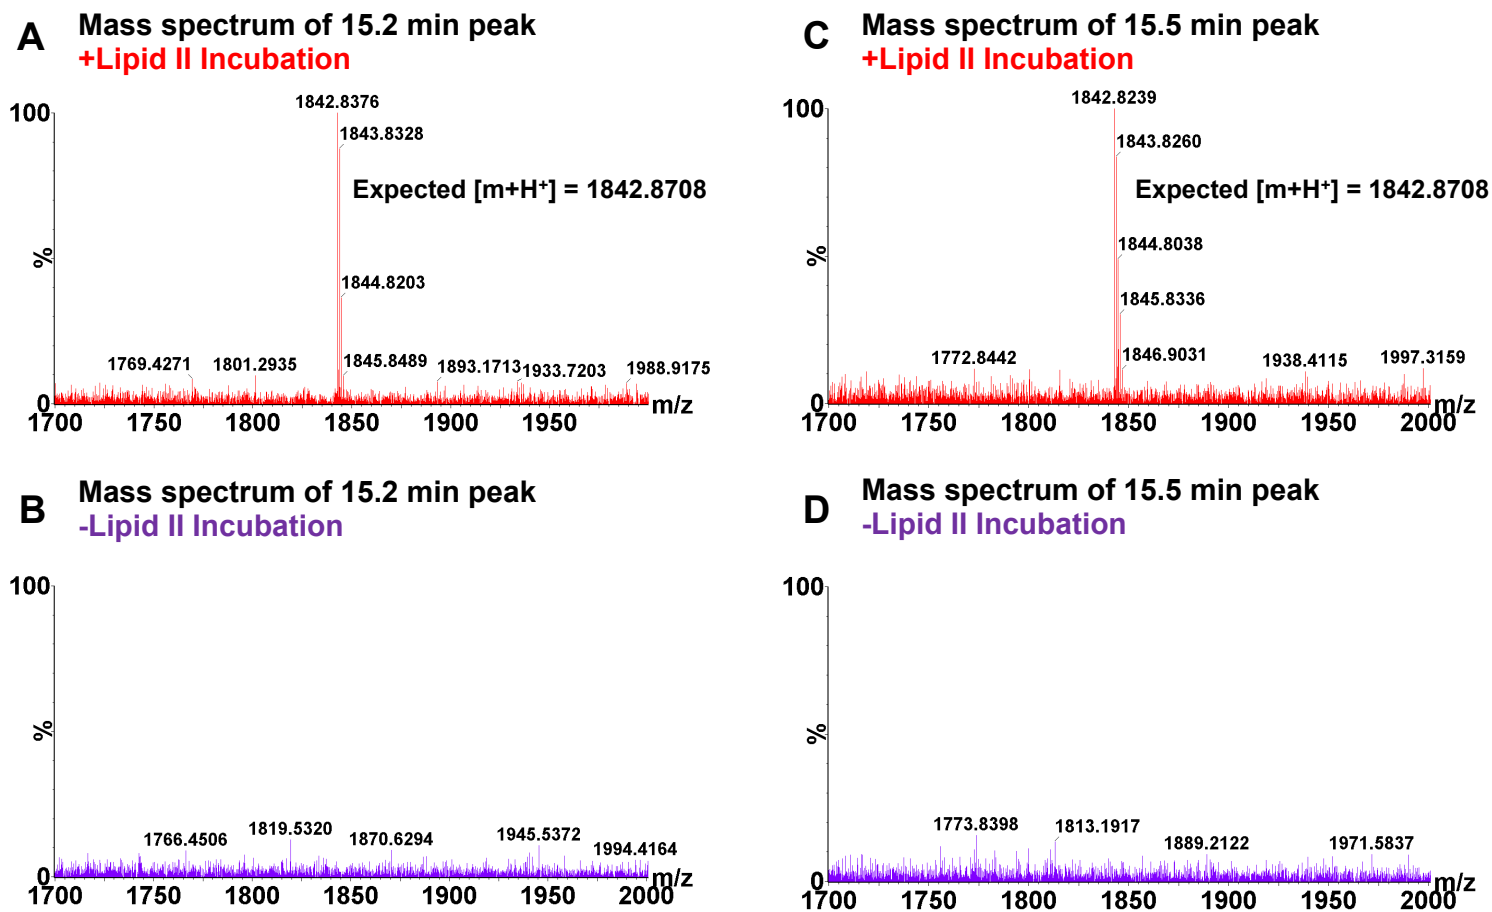 A
Mass spectrum of 15.2 min peak
+Lipid II Incubation
1842.8376
100
1843.8328
Expected [m+H⁺] = 1842.8708
%
1844.8203
1769.4271
1801.2935
1845.8489
1893.1713
1933.7203
1988.9175
0
m/z
1700 1750 1800 1850 1900 1950
C
Mass spectrum of 15.5 min peak
+Lipid II Incubation
1842.8239
100
1843.8260
Expected [m+H⁺] = 1842.8708
1844.8038
%
1845.8336
1772.8442
1846.9031
1938.4115
1997.3159
0
m/z
1700 1750 1800 1850 1900 1950 2000
B
Mass spectrum of 15.2 min peak
-Lipid II Incubation
100
%
1766.4506
1819.5320
1870.6294
1945.5372
1994.4164
0
m/z
1700 1750 1800 1850 1900 1950 2000
D
Mass spectrum of 15.5 min peak
-Lipid II Incubation
100
%
1773.8398
1813.1917
1889.2122
1971.5837
0
m/z
1700 1750 1800 1850 1900 1950 2000